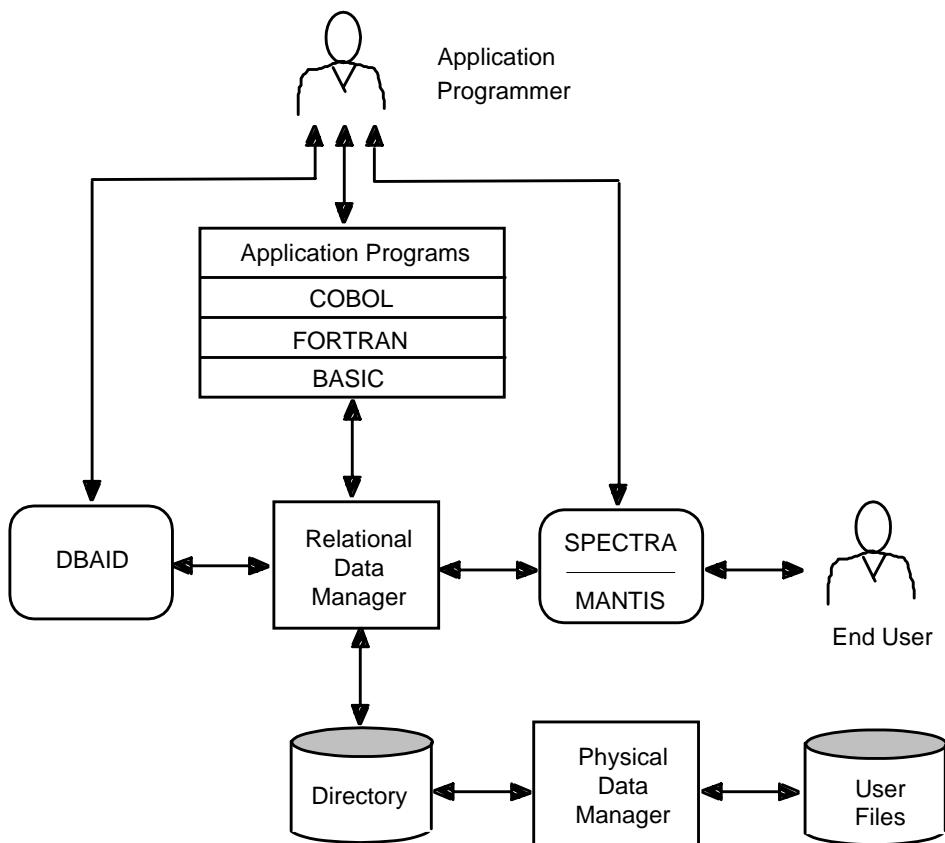 Application
Programmer
Application Programs
COBOL
FORTRAN
BASIC
DBAID
Relational
Data
Manager
SPECTRA
MANTIS
End User
Directory
Physical
Data
Manager
User
Files